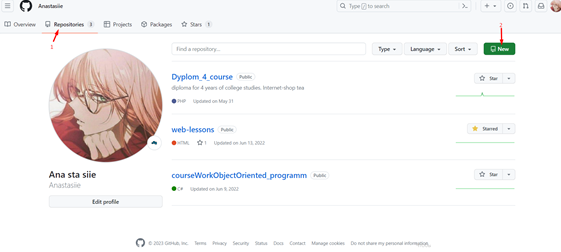 Anastasiie
Type / to search
Overview Repositories 3 Projects Packages Stars 1
1
2
Find a repository...
Type Language Sort New
Dyplom_4_course Public
diploma for 4 years of college studies. Internet-shop tea
PHP Updated on May 31
Star
web-lessons Public
HTML 1 Updated on Jun 13, 2022
Starred
courseWorkObjectOriented_programm Public
C# Updated on Jun 9, 2022
Star
Ana sta siie
Anastasiie
Edit profile
© 2023 GitHub, Inc. Terms Privacy Security Status Docs Contact Manage cookies Do not share my personal information